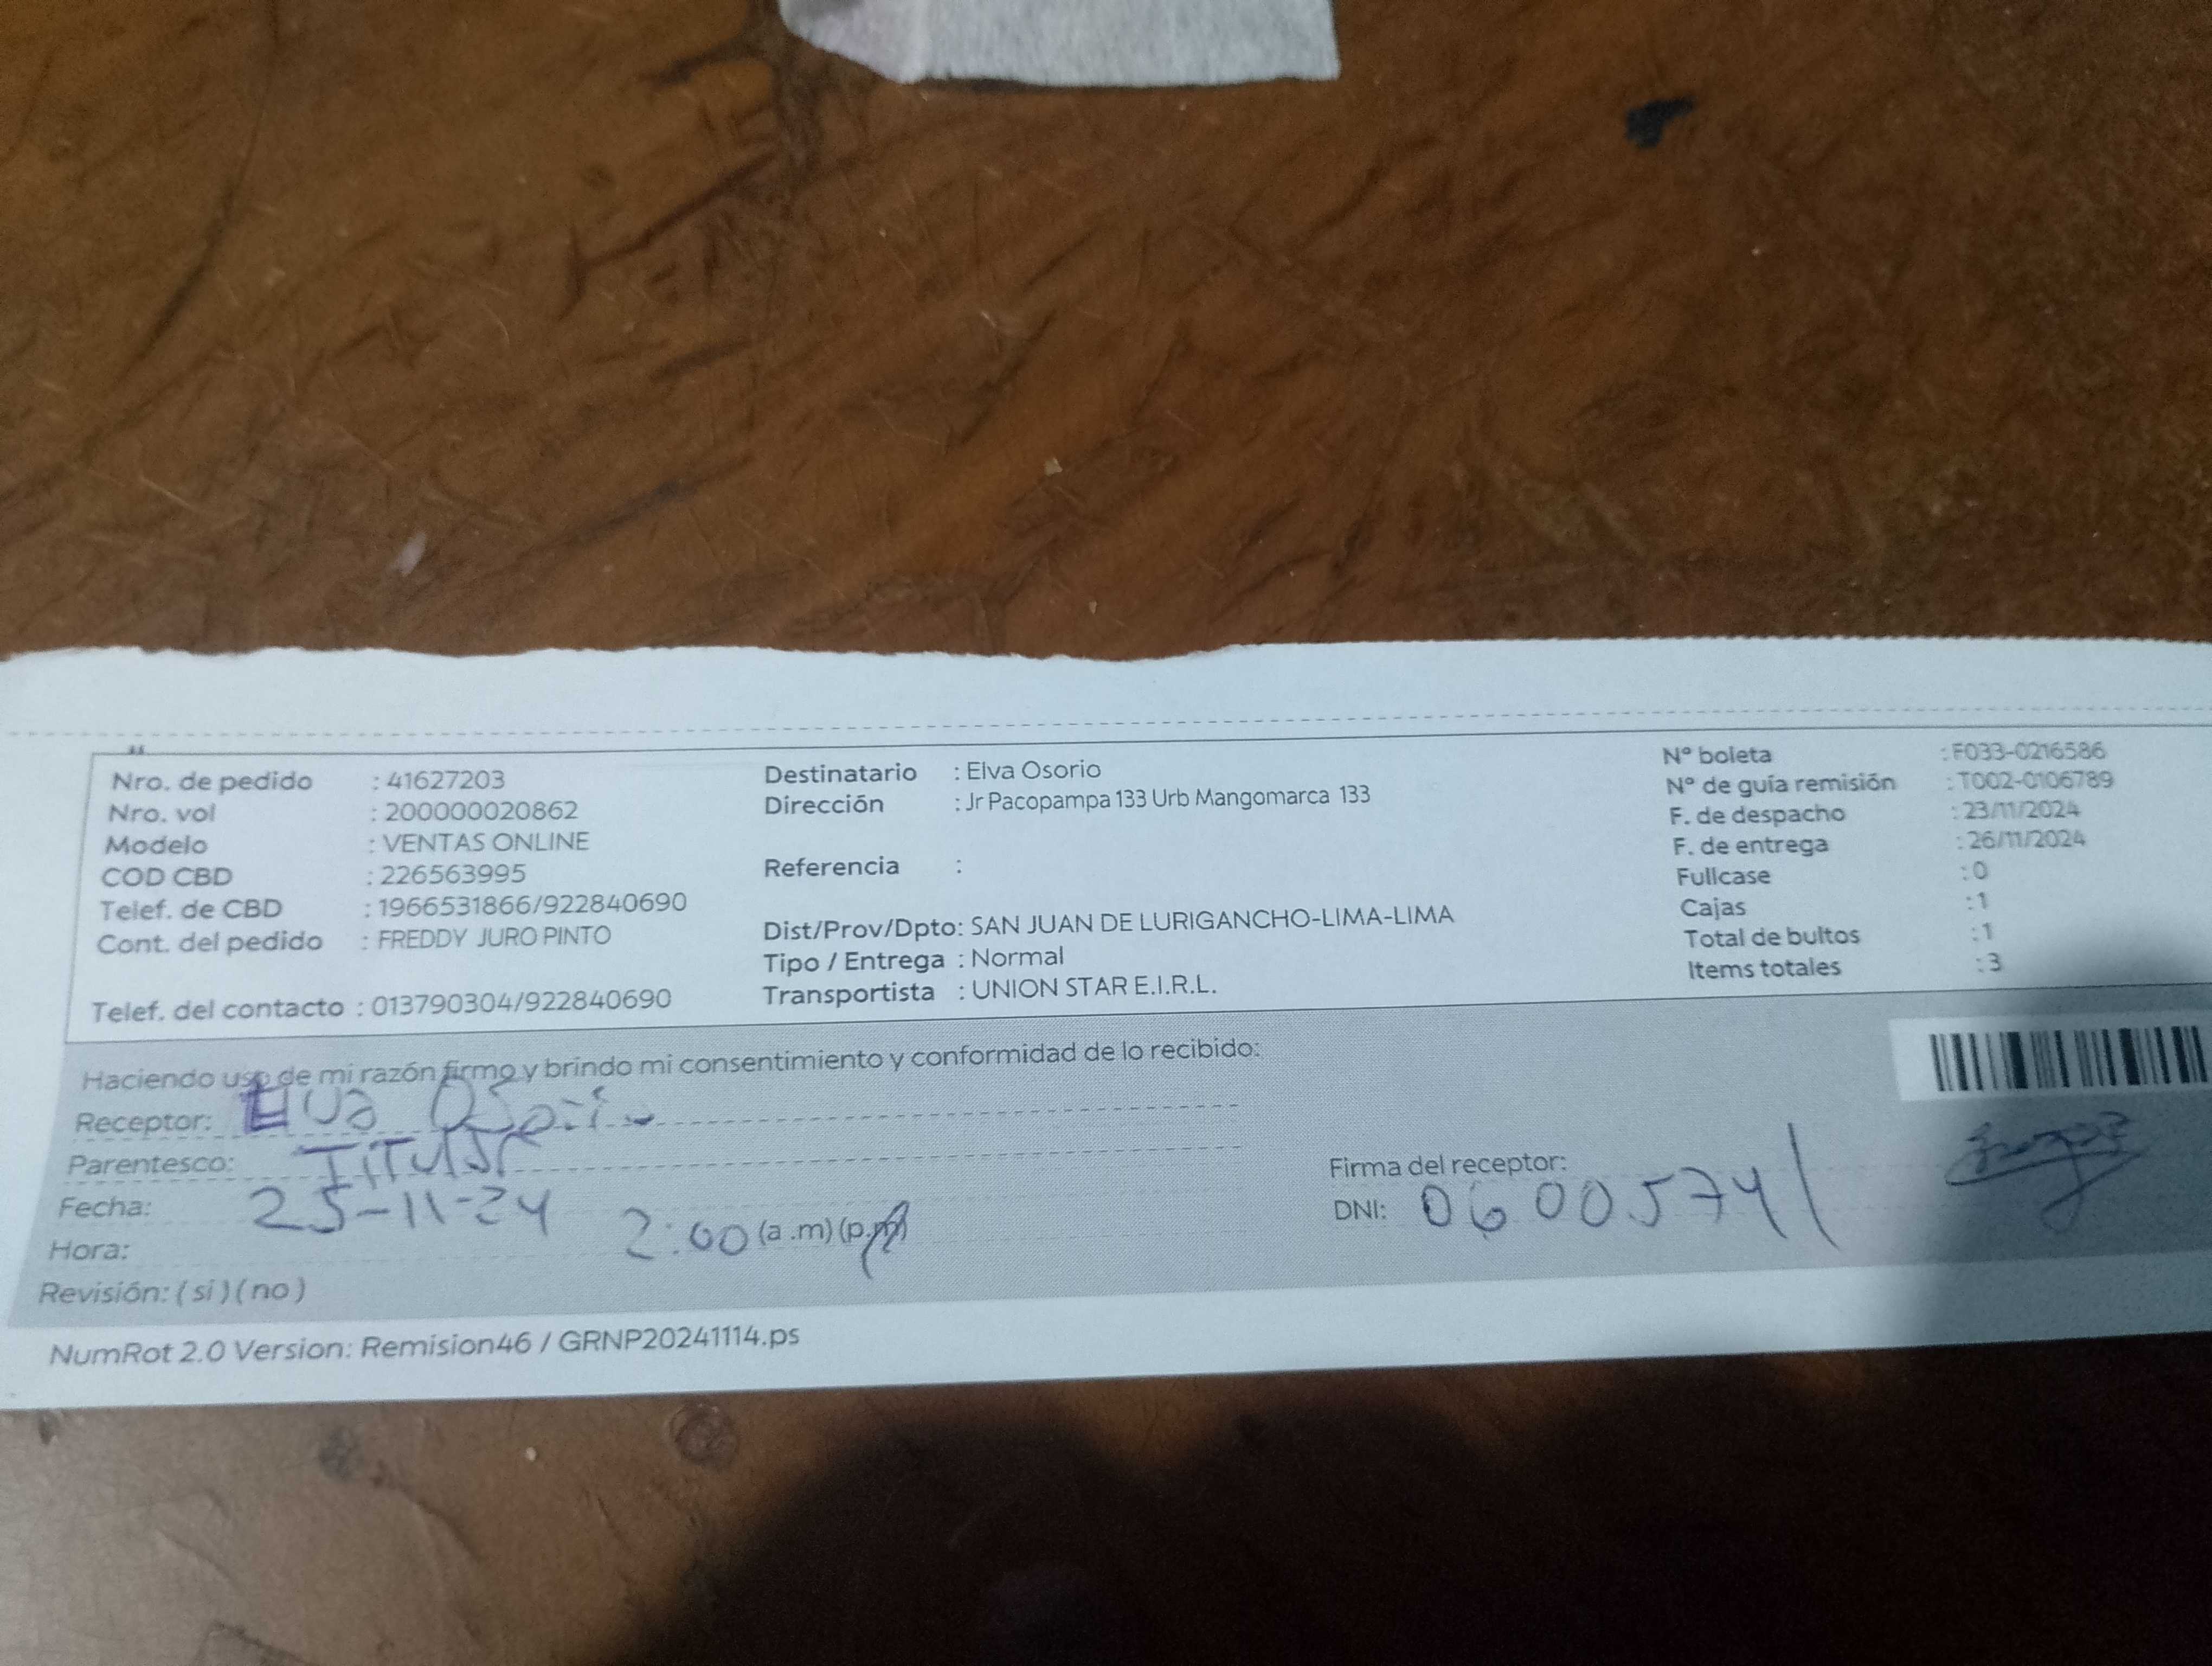 Nro. de pedido : 41627203
Nro. vol : 200000020862
Modelo : VENTAS ONLINE
COD CBD : 226563995
Telef. de CBD : 1966531866/922840690
Cont. del pedido : FREDDY JURO PINTO
Telef. del contacto : 013790304/922840690
Destinatario : Elva Osorio
Dirección : Jr Pacopampa 133 Urb Mangomarca 133
Referencia :
Dist/Prov/Dpto: SAN JUAN DE LURIGANCHO-LIMA-LIMA
Tipo / Entrega : Normal
Transportista : UNION STAR E.I.R.L.
Nº boleta : F033-0216586
Nº de guía remisión : T002-0106789
F. de despacho : 23/11/2024
F. de entrega : 26/11/2024
Fullcase : 0
Cajas : 1
Total de bultos : 1
Items totales : 3
Haciendo uso de mi razón firmo y brindo mi consentimiento y conformidad de lo recibido:
Receptor: Elva Osorio
Parentesco: Titular
Fecha: 25-11-24
Hora: 2:00 (a .m) (p.m)
Revisión: ( si ) ( no )
Firma del receptor:
DNI: 06005741
NumRot 2.0 Version: Remision46 / GRNP20241114.ps